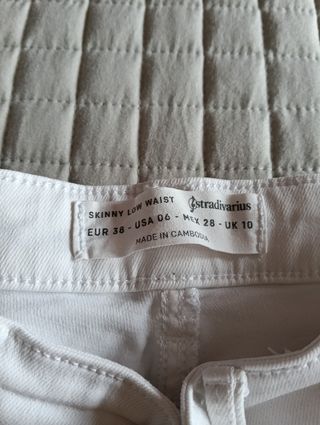 SKINNY LOW WAIST stradivarius
EUR 38 - USA 06 - MEX 28 - UK 10
MADE IN CAMBODIA